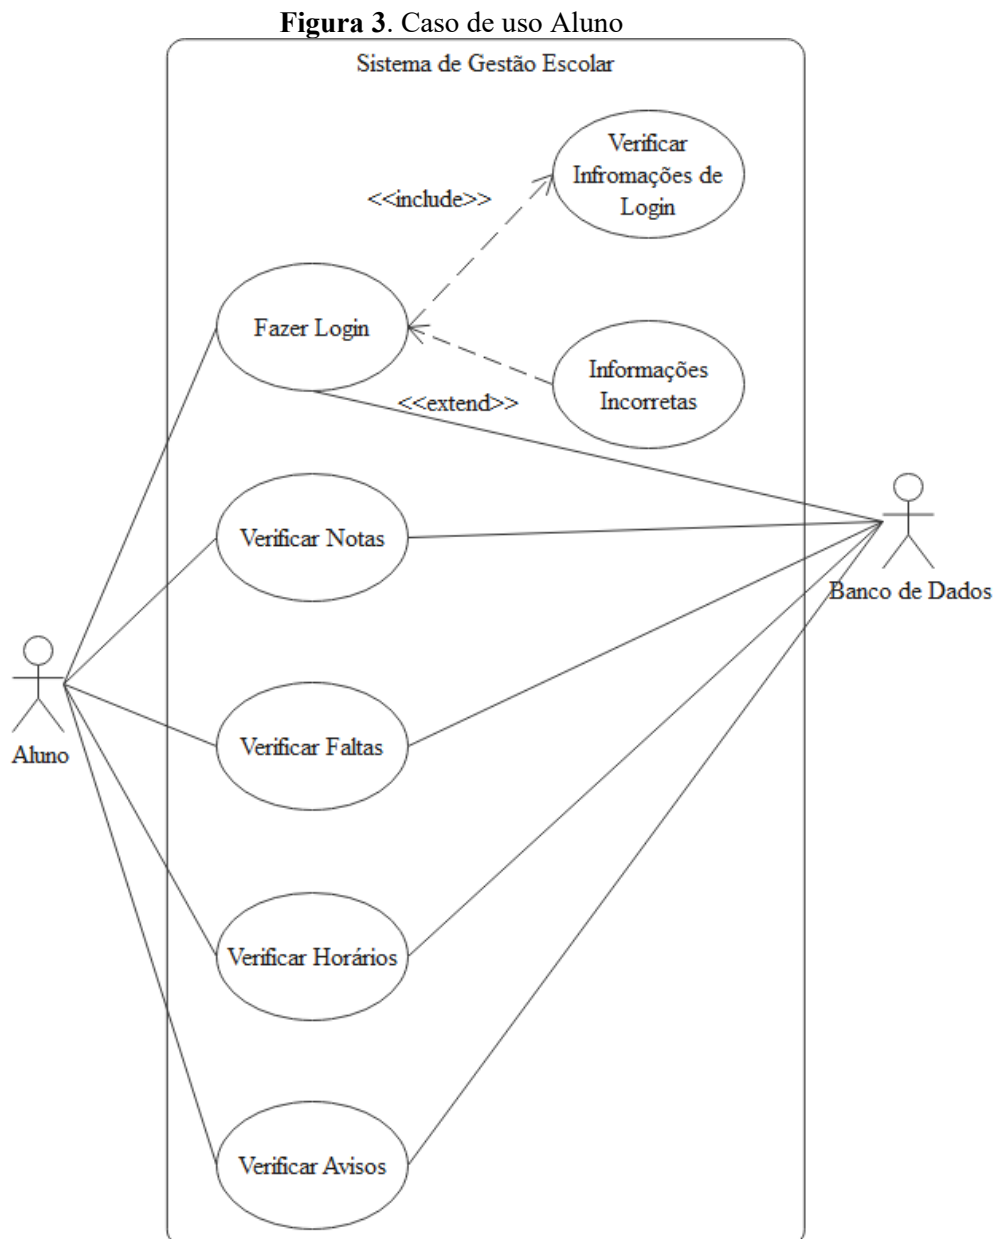 Figura 3. Caso de uso Aluno
Sistema de Gestão Escolar
Verificar
Infromações de
Login
<<include>>
Fazer Login
Informações
Incorretas
<<extend>>
Verificar Notas
Banco de Dados
Aluno
Verificar Faltas
Verificar Horários
Verificar Avisos